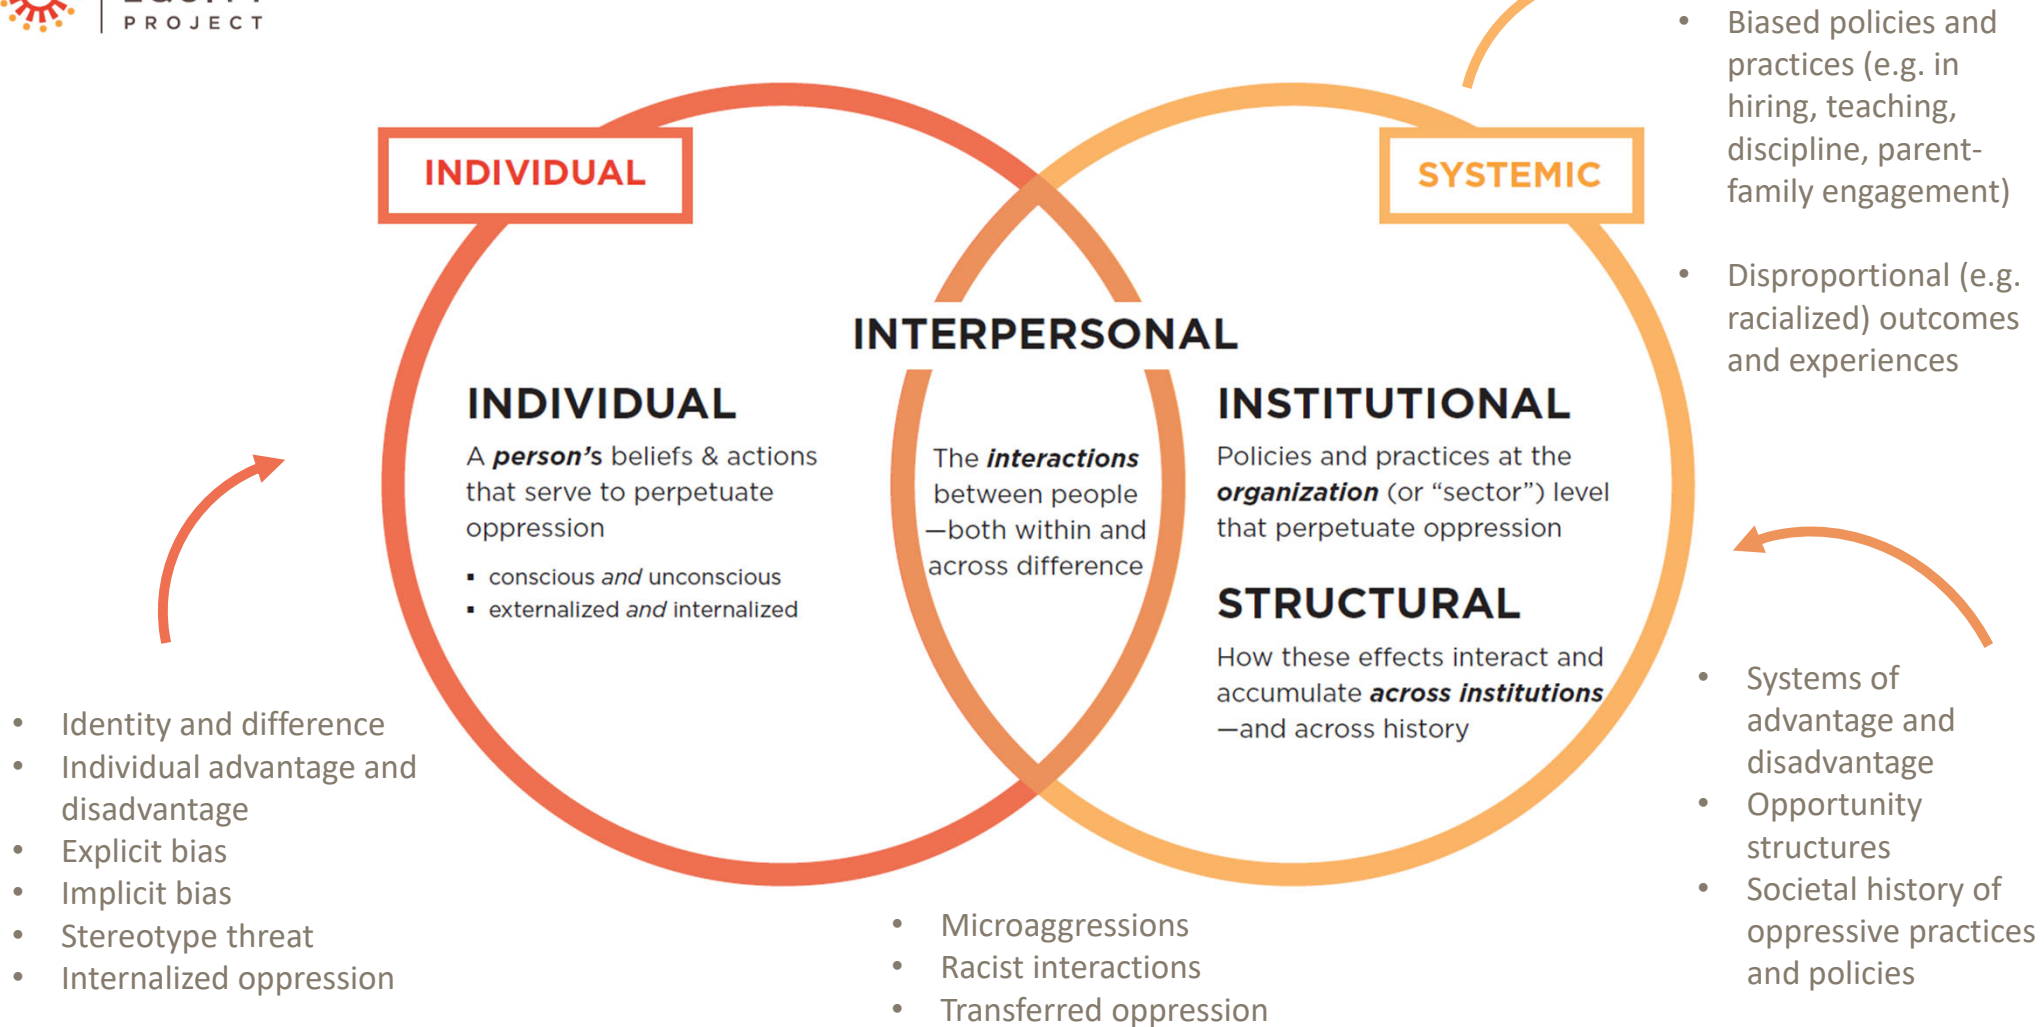 PROJECT
INDIVIDUAL
SYSTEMIC
INTERPERSONAL
INDIVIDUAL
A person's beliefs & actions
that serve to perpetuate
oppression
▪ conscious and unconscious
▪ externalized and internalized
The interactions
between people
—both within and
across difference
INSTITUTIONAL
Policies and practices at the
organization (or “sector”) level
that perpetuate oppression
STRUCTURAL
How these effects interact and
accumulate across institutions
—and across history
• Biased policies and
practices (e.g. in
hiring, teaching,
discipline, parent-
family engagement)
• Disproportional (e.g.
racialized) outcomes
and experiences
• Identity and difference
• Individual advantage and
disadvantage
• Explicit bias
• Implicit bias
• Stereotype threat
• Internalized oppression
• Microaggressions
• Racist interactions
• Transferred oppression
• Systems of
advantage and
disadvantage
• Opportunity
structures
• Societal history of
oppressive practices
and policies